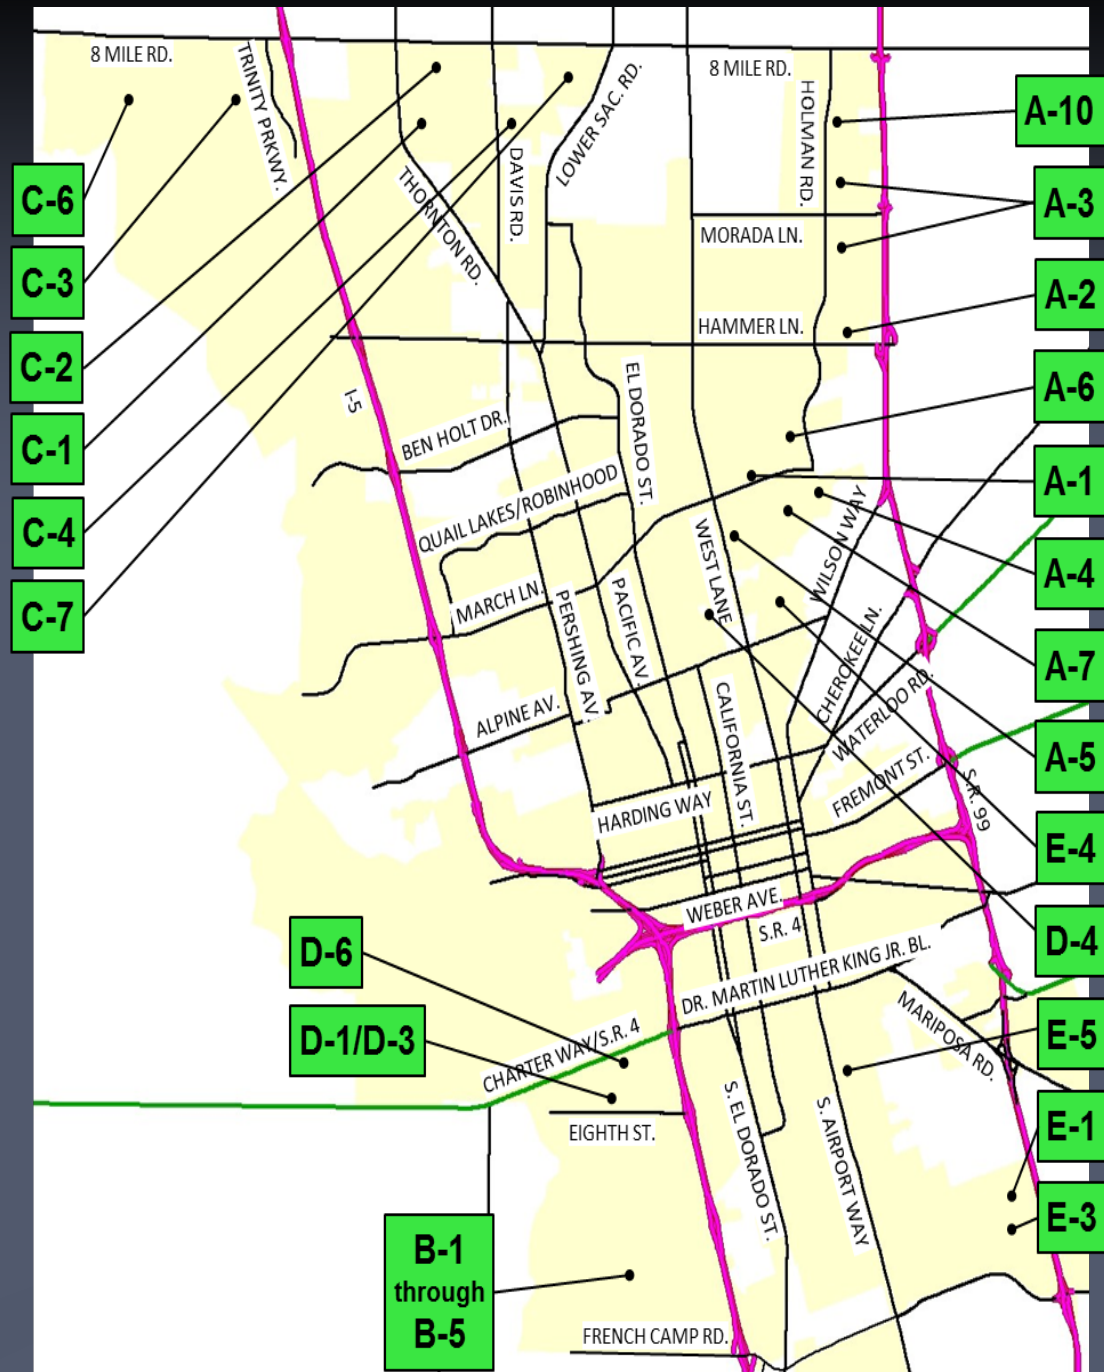 8 MILE RD.
TRINITY PRKWY.
THORNTON RD.
DAVIS RD.
LOWER SAC. RD.
8 MILE RD.
HOLMAN RD.
MORADA LN.
HAMMER LN.
I-5
BEN HOLT DR.
EL DORADO ST.
QUAIL LAKES/ROBINHOOD
MARCH LN.
PERSHING AV.
PACIFIC AV.
WEST LANE
WILSON WAY
CHEROKEE LN.
WATERLOO RD.
ALPINE AV.
CALIFORNIA ST.
HARDING WAY
FREMONT ST.
S.R. 99
WEBER AVE.
S.R. 4
DR. MARTIN LUTHER KING JR. BL.
MARIPOSA RD.
CHARTER WAY/S.R. 4
EIGHTH ST.
S. EL DORADO ST.
S. AIRPORT WAY
FRENCH CAMP RD.
C-6
C-3
C-2
C-1
C-4
C-7
D-6
D-1/D-3
B-1
through
B-5
A-10
A-3
A-2
A-6
A-1
A-4
A-7
A-5
E-4
D-4
E-5
E-1
E-3